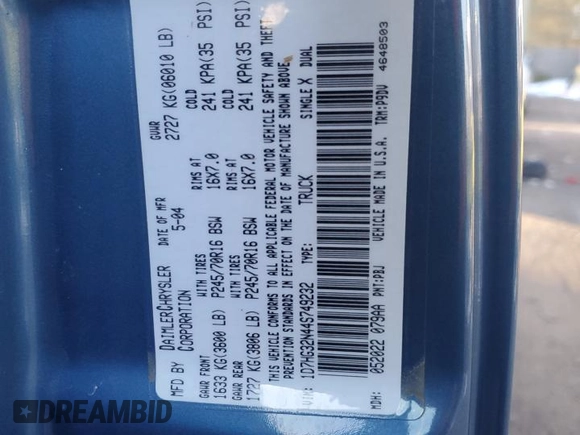 MFD BY DAIMLERCHRYSLER CORPORATION
DATE OF MFR 5-04
GVWR 2727 KG(06010 LB)
GAWR FRONT WITH TIRES RIMS AT COLD
1633 KG (3600 LB) P245/70R16 BSW 16X7.0 241 KPA(35 PSI)
GAWR REAR WITH TIRES RIMS AT COLD
1727 KG(3806 LB) P245/70R16 BSW 16X7.0 241 KPA(35 PSI)
THIS VEHICLE CONFORMS TO ALL APPLICABLE FEDERAL MOTOR VEHICLE SAFETY AND THEFT
PREVENTION STANDARDS IN EFFECT ON THE DATE OF MANUFACTURE SHOWN ABOVE.
1D7HG32N44S749232 TYPE: TRUCK SINGLE X DUAL
MDH: 052022 079AA PNT:PBJ VEHICLE MADE IN U.S.A. TRM:P9DV 4648503
DREAMBID